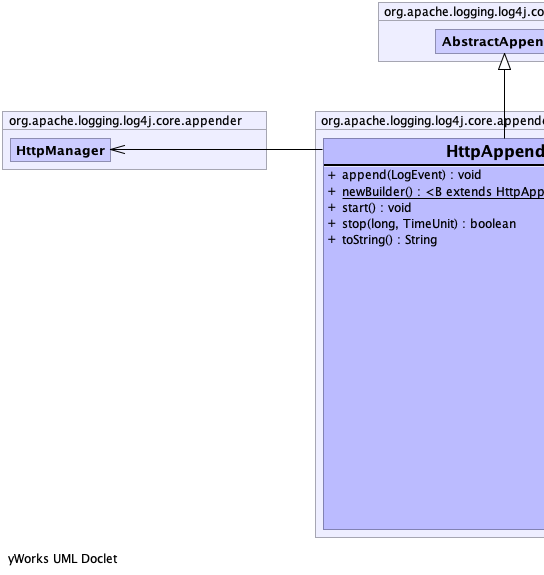 org.apache.logging.log4j.co
AbstractAppen
org.apache.logging.log4j.core.appender
HttpManager
org.apache.logging.log4j.core.appende
HttpAppend
+ append(LogEvent) : void
+ newBuilder() : <B extends HttpApp
+ start() : void
+ stop(long, TimeUnit) : boolean
+ toString() : String
yWorks UML Doclet